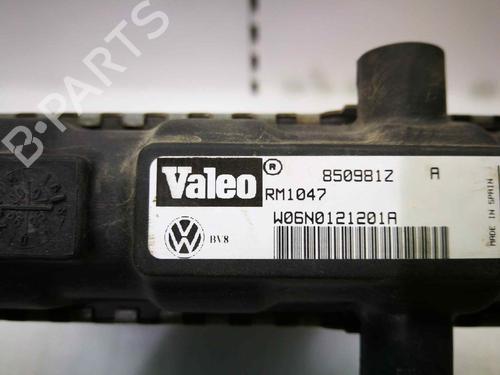 B-PARTS
Valeo ® 850981Z A
RM1047
W06N0121201A
BV8
MADE IN SPAIN